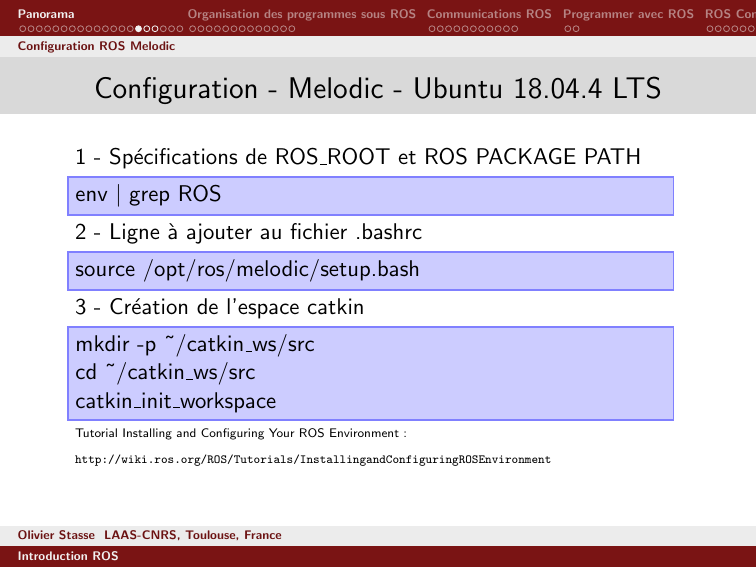 Panorama
Organisation des programmes sous ROS
Communications ROS
Programmer avec ROS
ROS Con
Configuration ROS Melodic
Configuration - Melodic - Ubuntu 18.04.4 LTS
1 - Spécifications de ROS_ROOT et ROS PACKAGE PATH
env | grep ROS
2 - Ligne à ajouter au fichier .bashrc
source /opt/ros/melodic/setup.bash
3 - Création de l'espace catkin
mkdir -p ~/catkin_ws/src
cd ~/catkin_ws/src
catkin_init_workspace
Tutorial Installing and Configuring Your ROS Environment :
http://wiki.ros.org/ROS/Tutorials/InstallingandConfiguringROSEnvironment
Olivier Stasse LAAS-CNRS, Toulouse, France
Introduction ROS